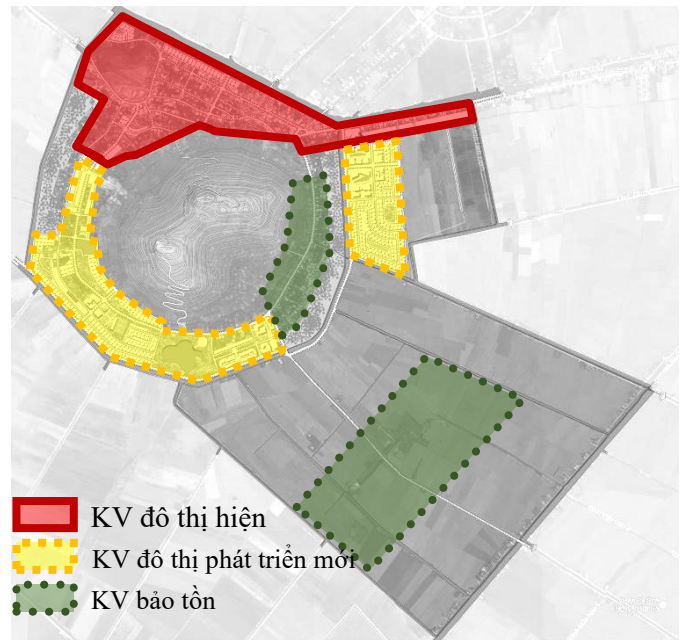 KV đô thị hiện
KV đô thị phát triển mới
KV bảo tồn